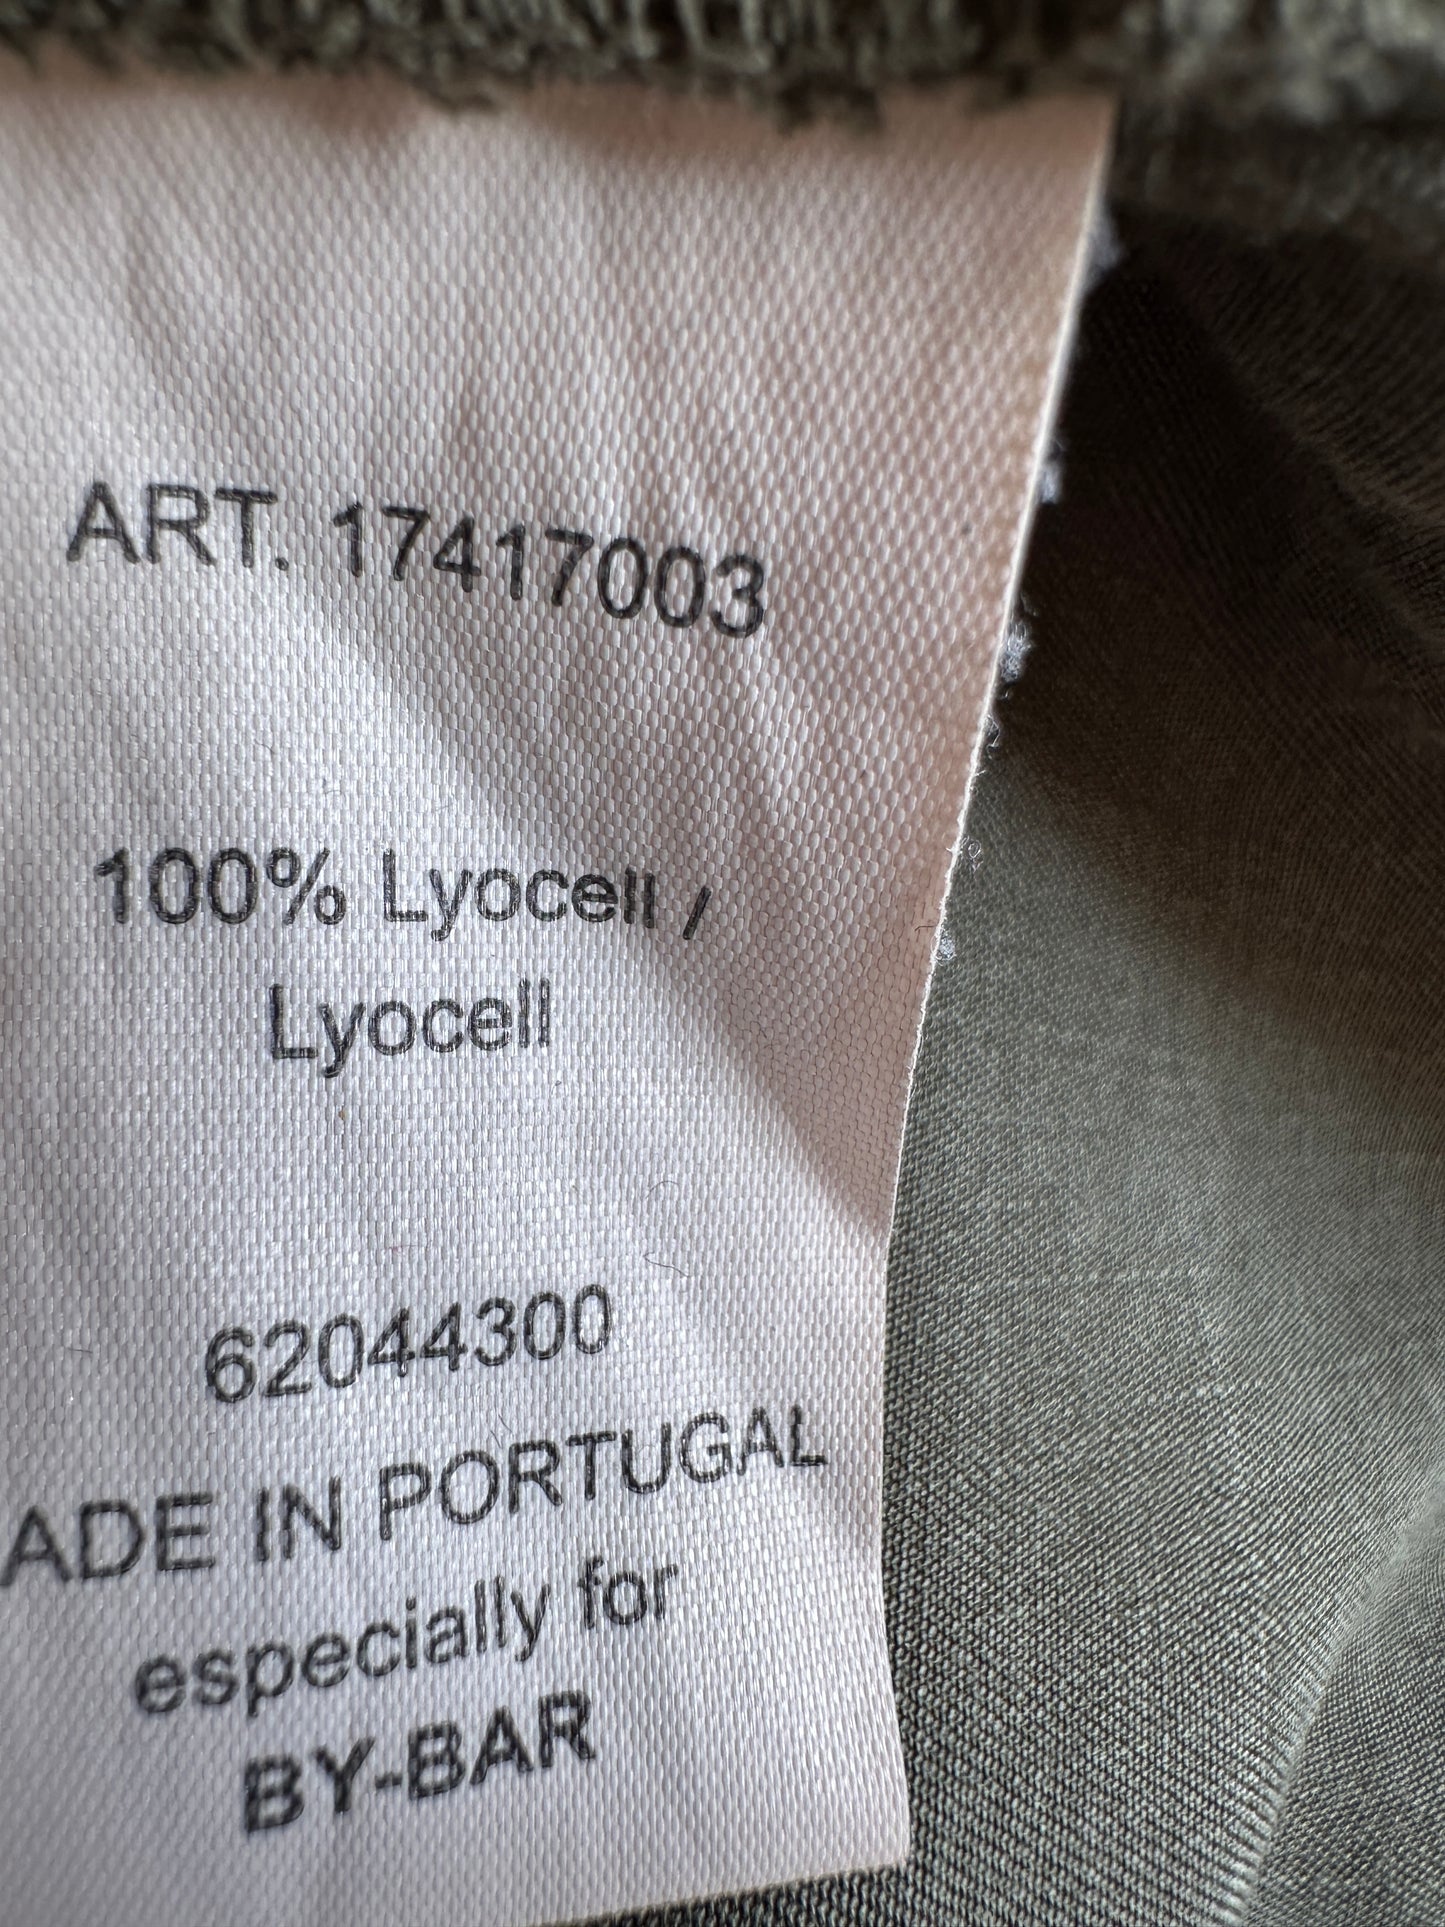 ART. 17417003
100% Lyocell /
Lyocell
62044300
ADE IN PORTUGAL
especially for
BY-BAR